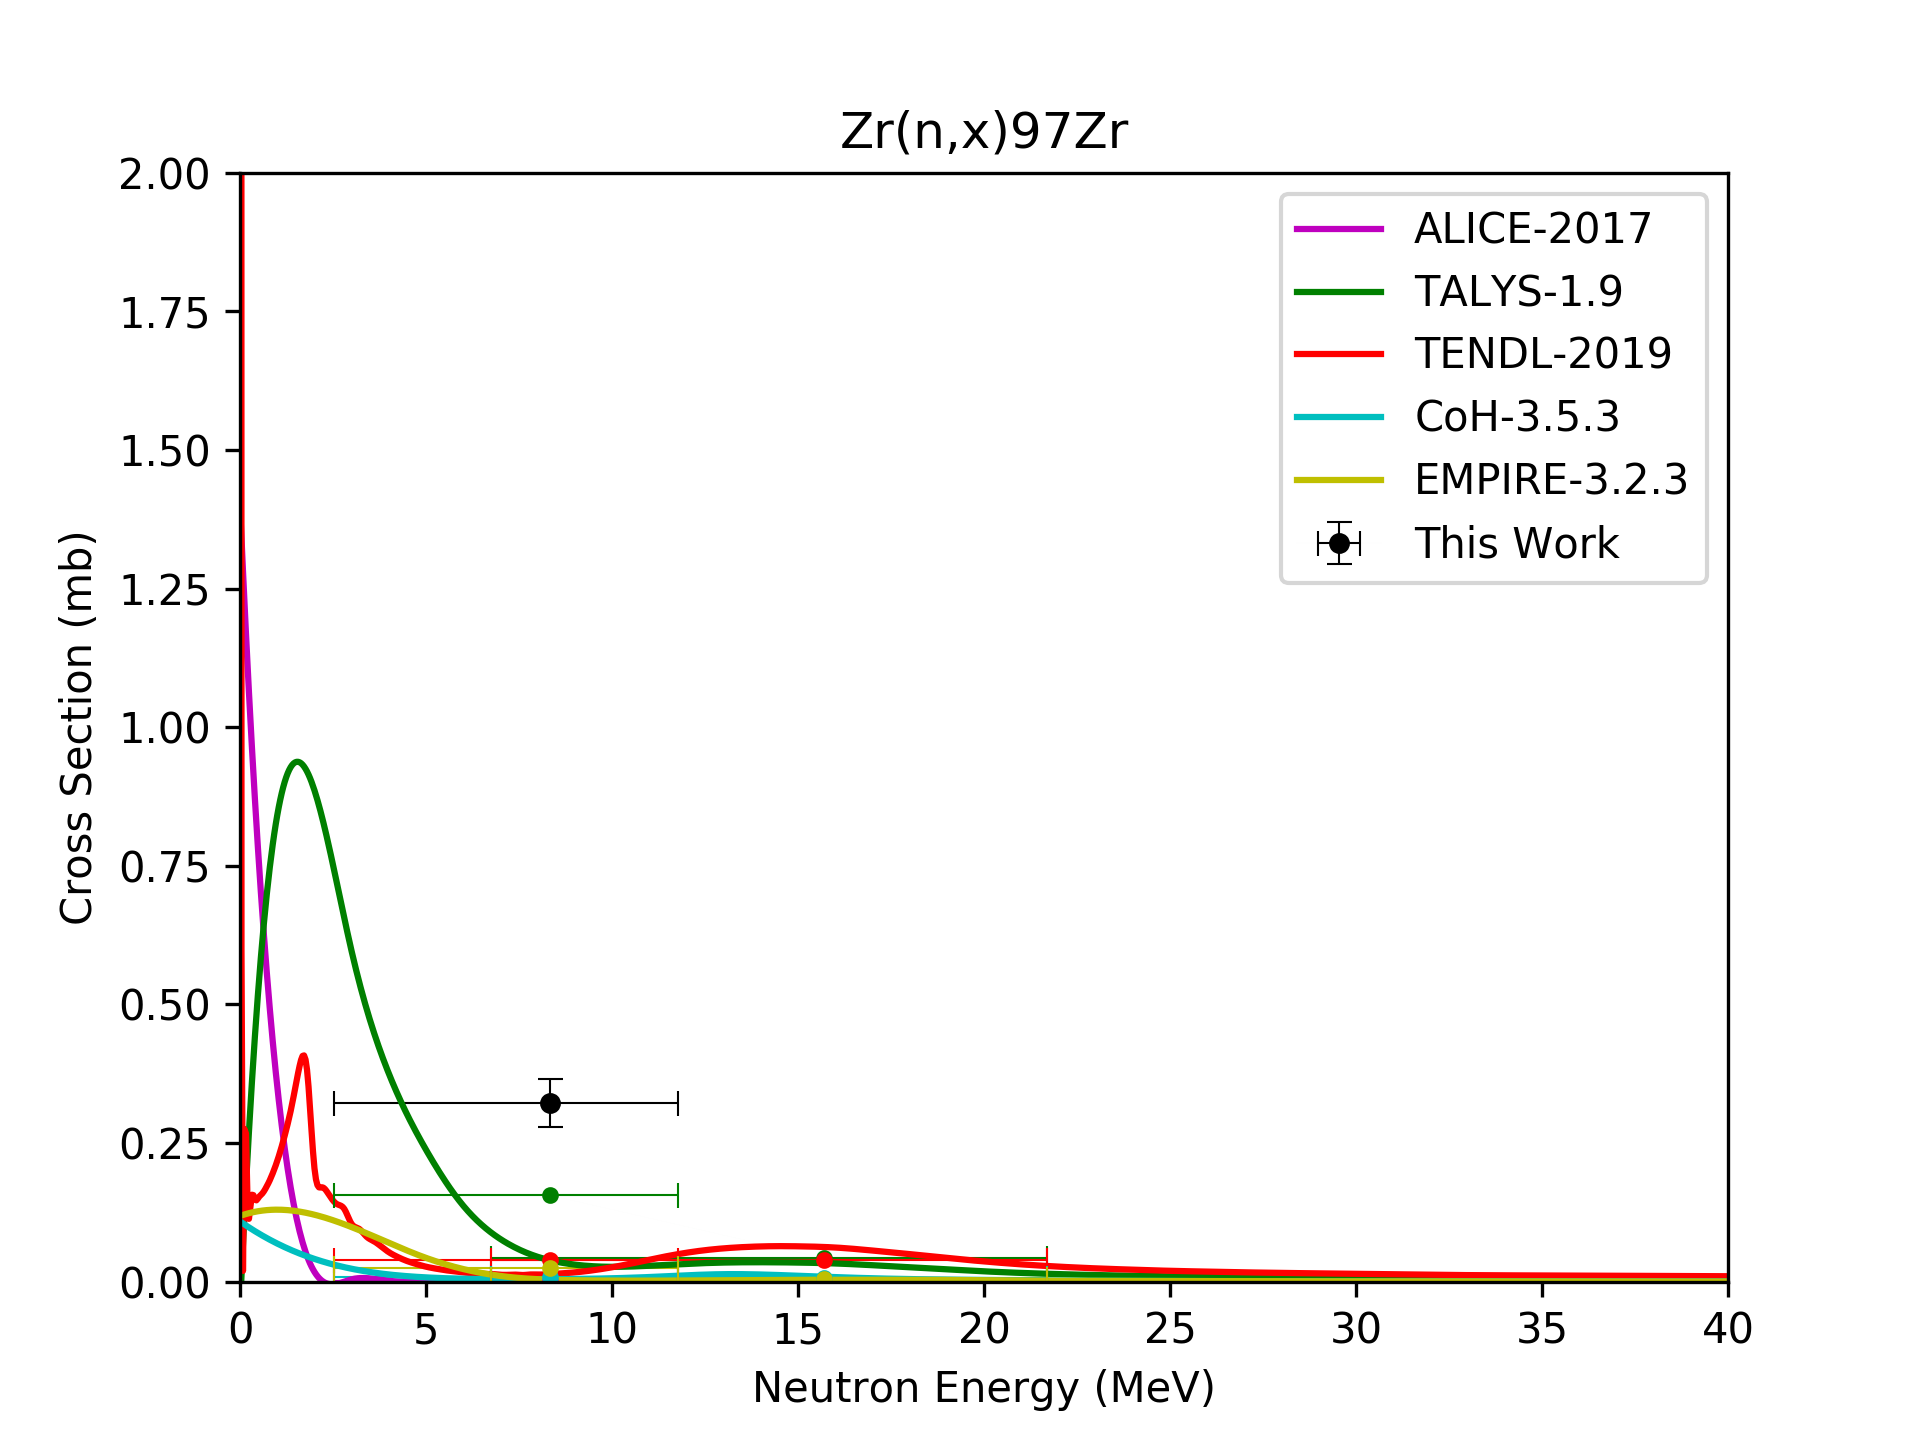 Zr(n,x)97Zr
2.00
1.75
1.50
1.25
1.00
0.75
0.50
0.25
0.00
Cross Section (mb)
0 5 10 15 20 25 30 35 40
Neutron Energy (MeV)
ALICE-2017
TALYS-1.9
TENDL-2019
CoH-3.5.3
EMPIRE-3.2.3
This Work